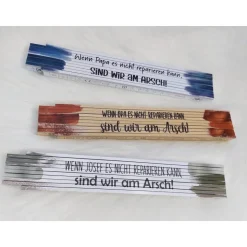 Wenn Papa es nicht reparieren kann,
SIND WIR AM ARSCH!
WENN OPA ES NICHT REPARIEREN KANN,
sind wir am Arsch!
WENN JOSEF ES NICHT REPARIEREN KANN,
sind wir am Arsch!